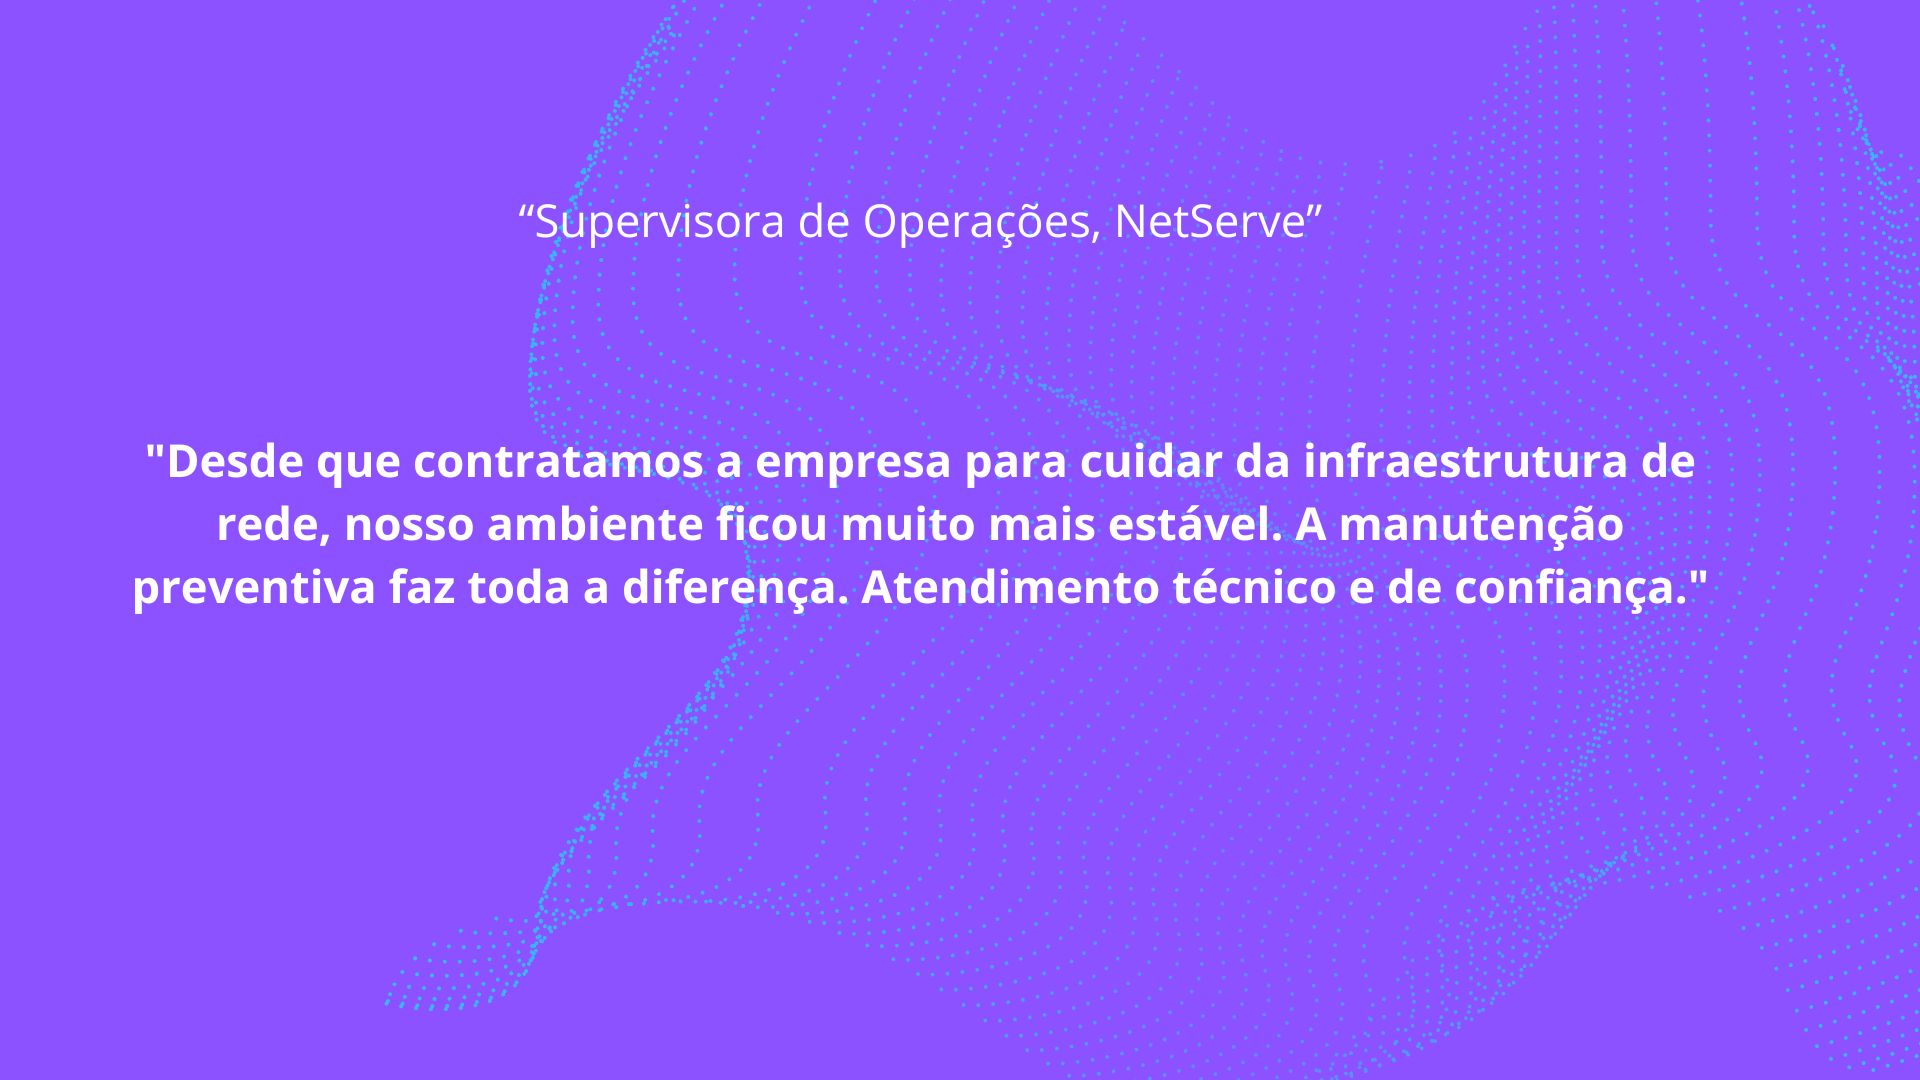 “Supervisora de Operações, NetServe”
"Desde que contratamos a empresa para cuidar da infraestrutura de
rede, nosso ambiente ficou muito mais estável. A manutenção
preventiva faz toda a diferença. Atendimento técnico e de confiança."